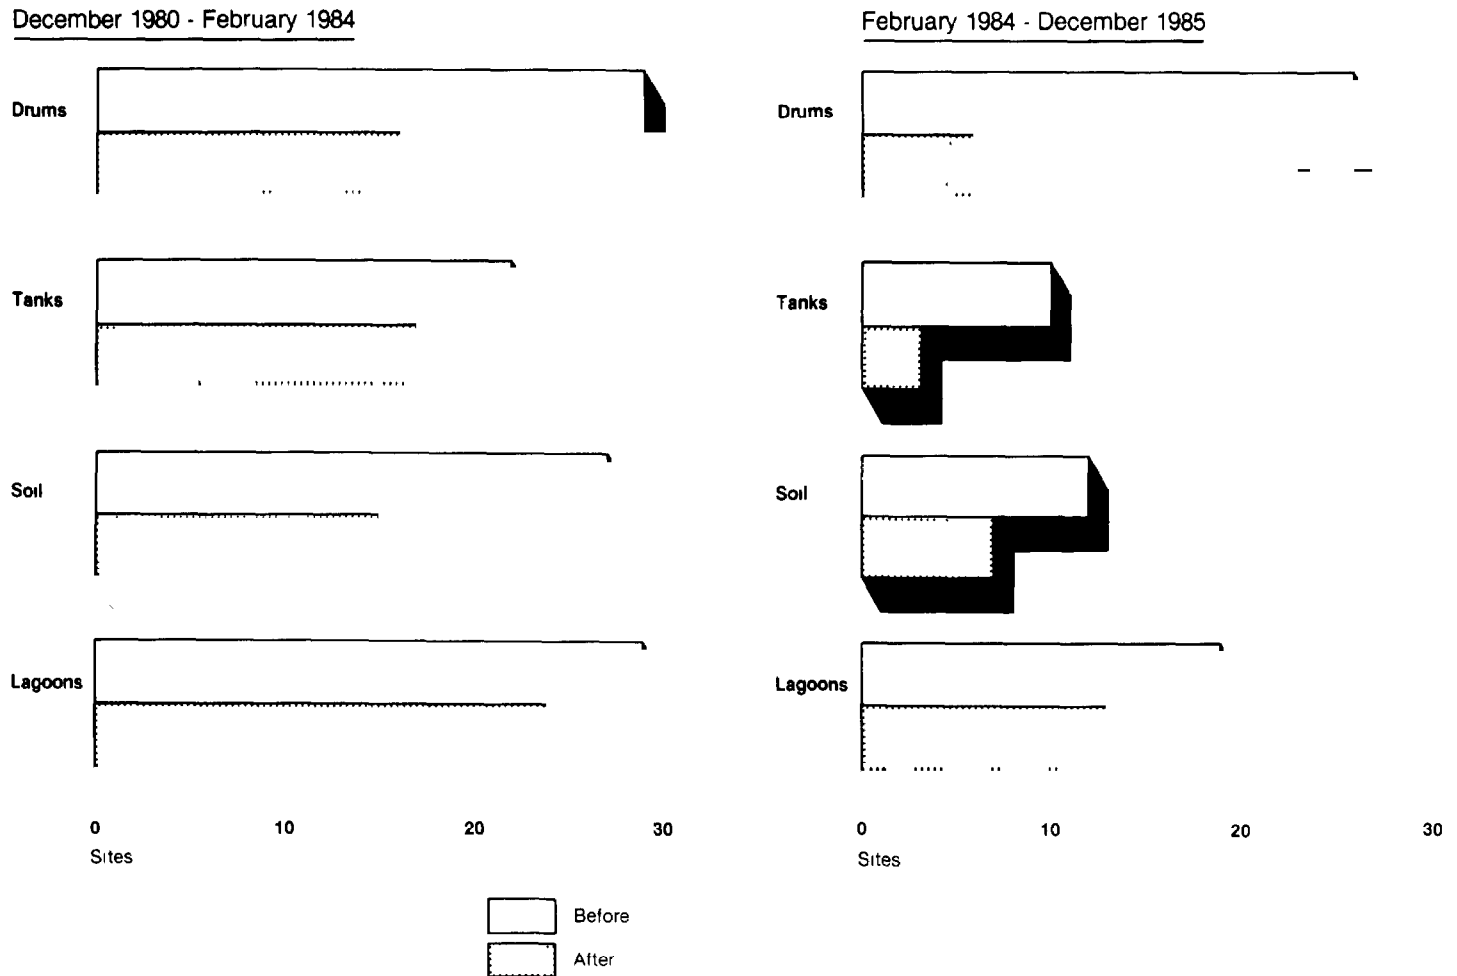 December 1980 - February 1984
Drums
Tanks
Soil
Lagoons
0 10 20 30
Sites
February 1984 - December 1985
Drums
Tanks
Soil
Lagoons
0 10 20 30
Sites
Before
After